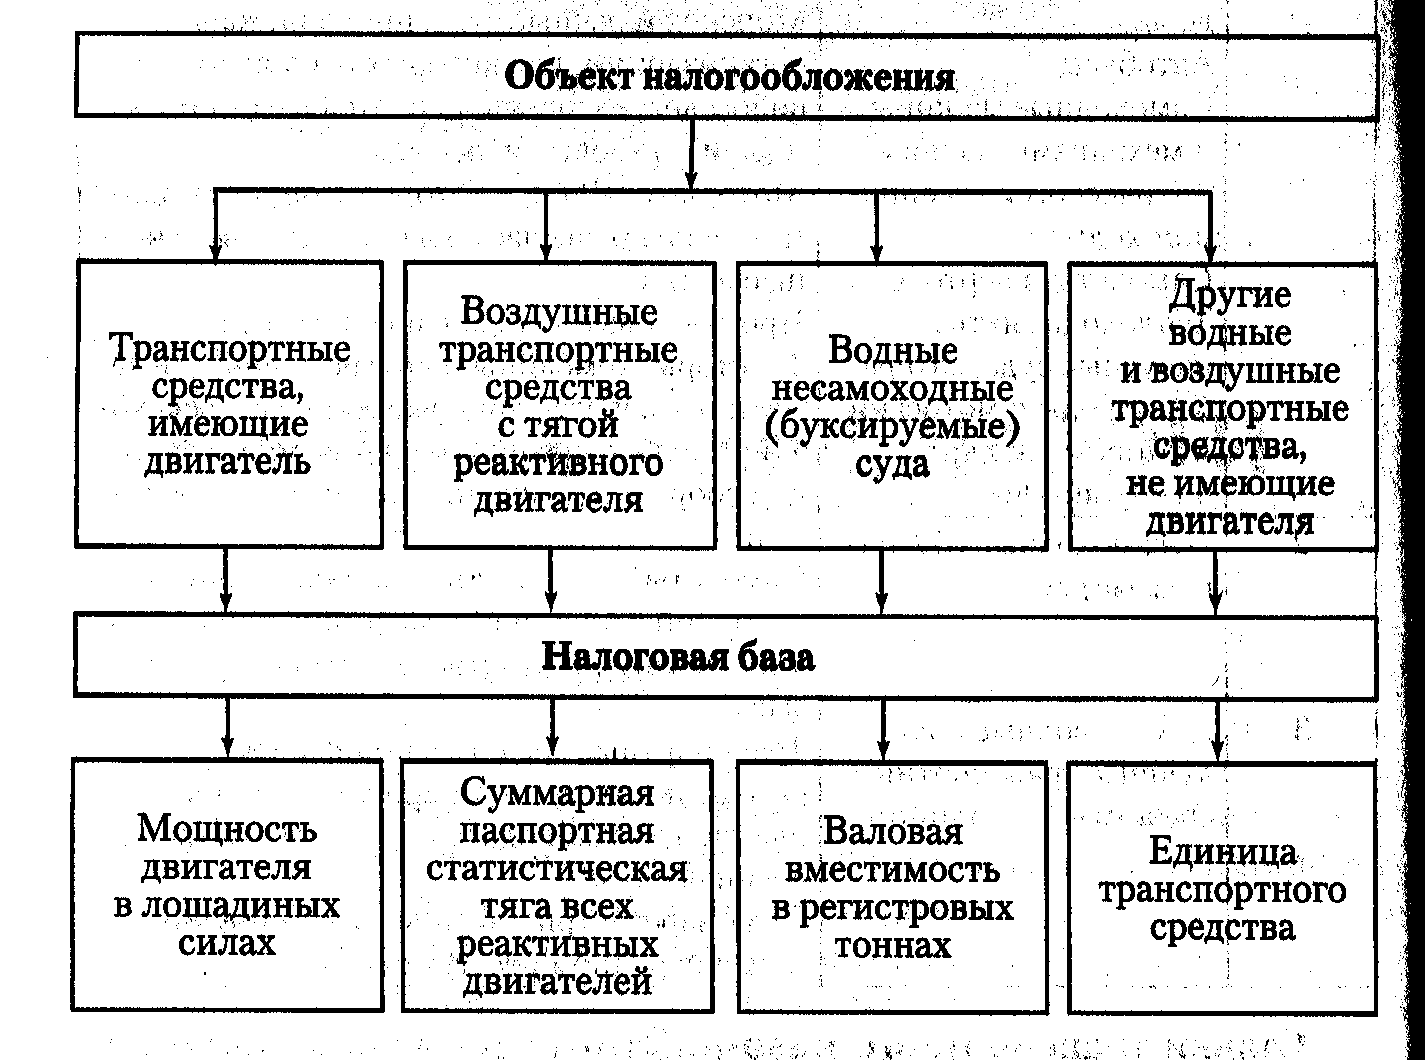 Объект налогообложения
Транспортные
средства,
имеющие
двигатель
Воздушные
транспортные
средства
с тягой
реактивного
двигателя
Водные
несамоходные
(буксируемые)
суда
Другие
водные
и воздушные
транспортные
средства,
не имеющие
двигателя
Налоговая база
Мощность
двигателя
в лошадиных
силах
Суммарная
паспортная
статистическая
тяга всех
реактивных
двигателей
Валовая
вместимость
в регистровых
тоннах
Единица
транспортного
средства